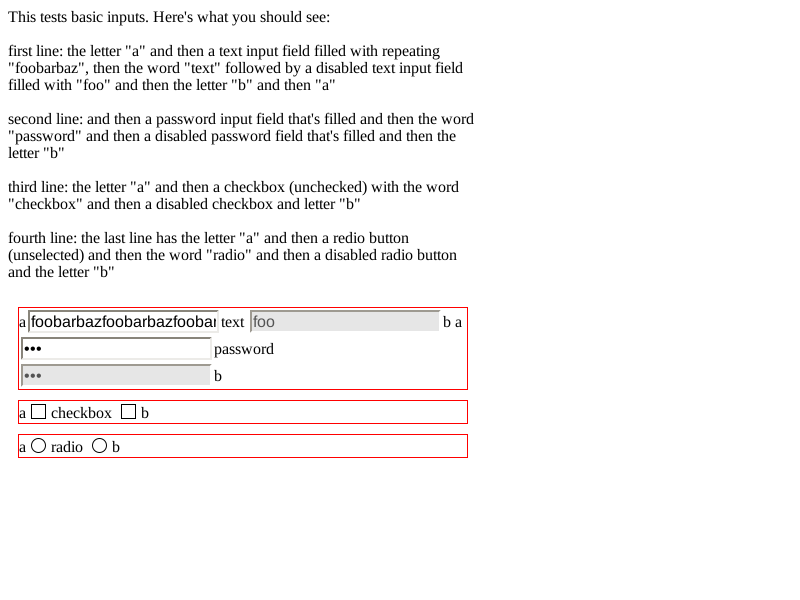 This tests basic inputs. Here's what you should see:
first line: the letter "a" and then a text input field filled with repeating
"foobarbaz", then the word "text" followed by a disabled text input field
filled with "foo" and then the letter "b" and then "a"
second line: and then a password input field that's filled and then the word
"password" and then a disabled password field that's filled and then the
letter "b"
third line: the letter "a" and then a checkbox (unchecked) with the word
"checkbox" and then a disabled checkbox and letter "b"
fourth line: the last line has the letter "a" and then a redio button
(unselected) and then the word "radio" and then a disabled radio button
and the letter "b"
a foobarbazfoobarbazfoobar text foo b a
••• password
••• b
a checkbox b
a radio b